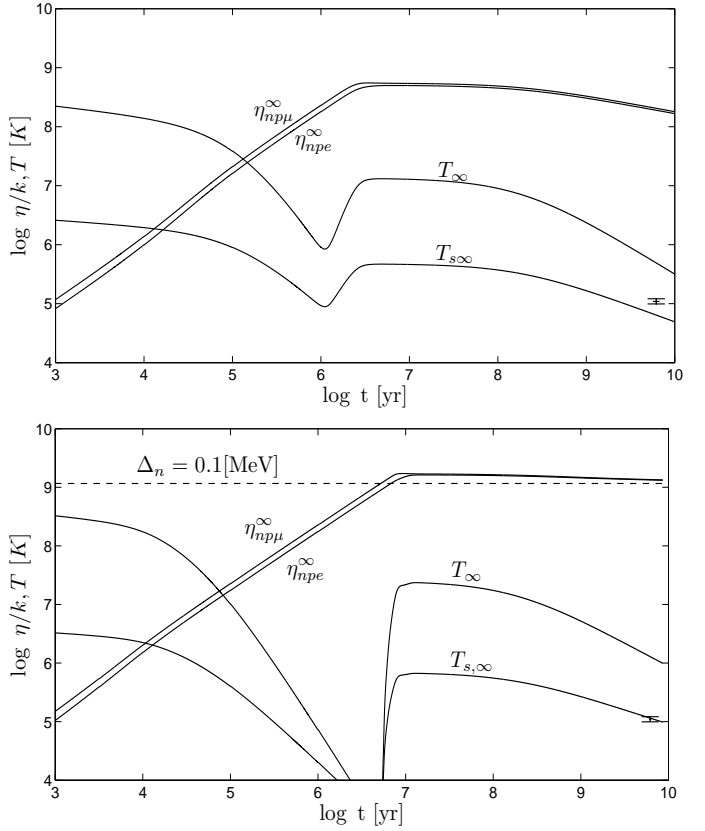 10
9
8
7
6
5
4
log η/k, T [K]
η∞npμ
η∞npe
T∞
Ts∞
3 4 5 6 7 8 9 10
log t [yr]
10
9
8
7
6
5
4
log η/k, T [K]
Δn = 0.1[MeV]
η∞npμ
η∞npe
T∞
Ts,∞
3 4 5 6 7 8 9 10
log t [yr]